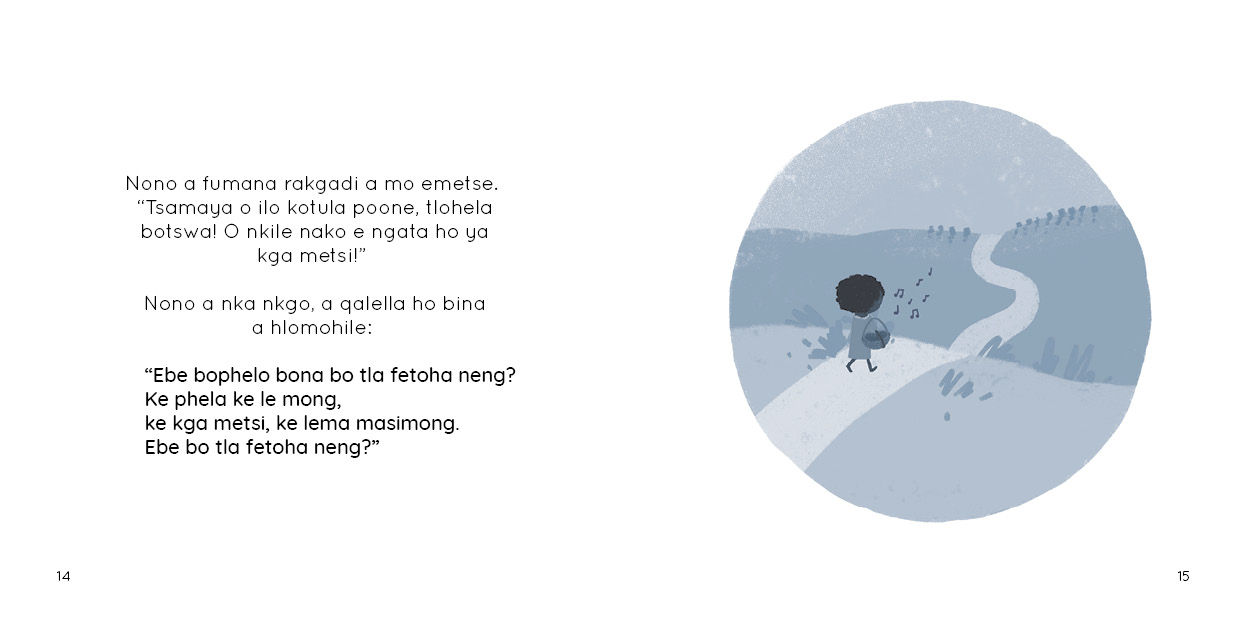 Nono a fumana rakgadi a mo emetse.
“Tsamaya o ilo kotula poone, tlohela
botswa! O nkile nako e ngata ho ya
kga metsi!”
Nono a nka nkgo, a qalella ho bina
a hlomohile:
“Ebe bophelo bona bo tla fetoha neng?
Ke phela ke le mong,
ke kga metsi, ke lema masimong.
Ebe bo tla fetoha neng?”
14
15